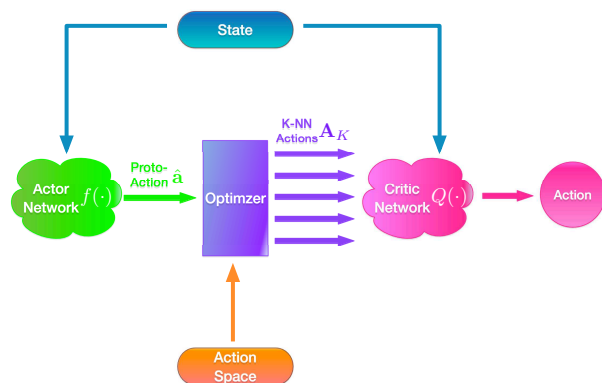 State
Proto-
Action â
K-NN
Actions A_K
Actor
Network f(·)
Optimzer
Critic
Network Q(·)
Action
Action
Space